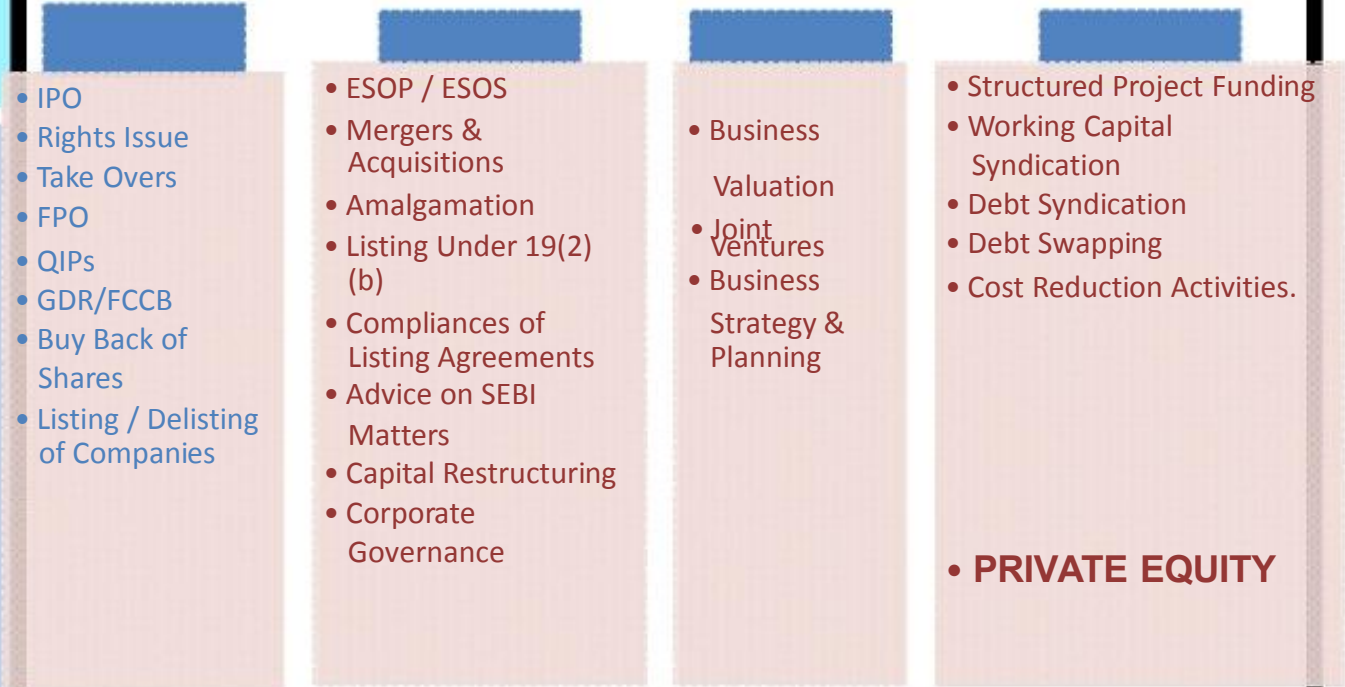 • IPO
• Rights Issue
• Take Overs
• FPO
• QIPs
• GDR/FCCB
• Buy Back of
Shares
• Listing / Delisting
of Companies
• ESOP / ESOS
• Mergers &
Acquisitions
• Amalgamation
• Listing Under 19(2)
(b)
• Compliances of
Listing Agreements
• Advice on SEBI
Matters
• Capital Restructuring
• Corporate
Governance
• Business
Valuation
• Joint
Ventures
• Business
Strategy &
Planning
• Structured Project Funding
• Working Capital
Syndication
• Debt Syndication
• Debt Swapping
• Cost Reduction Activities.
• PRIVATE EQUITY